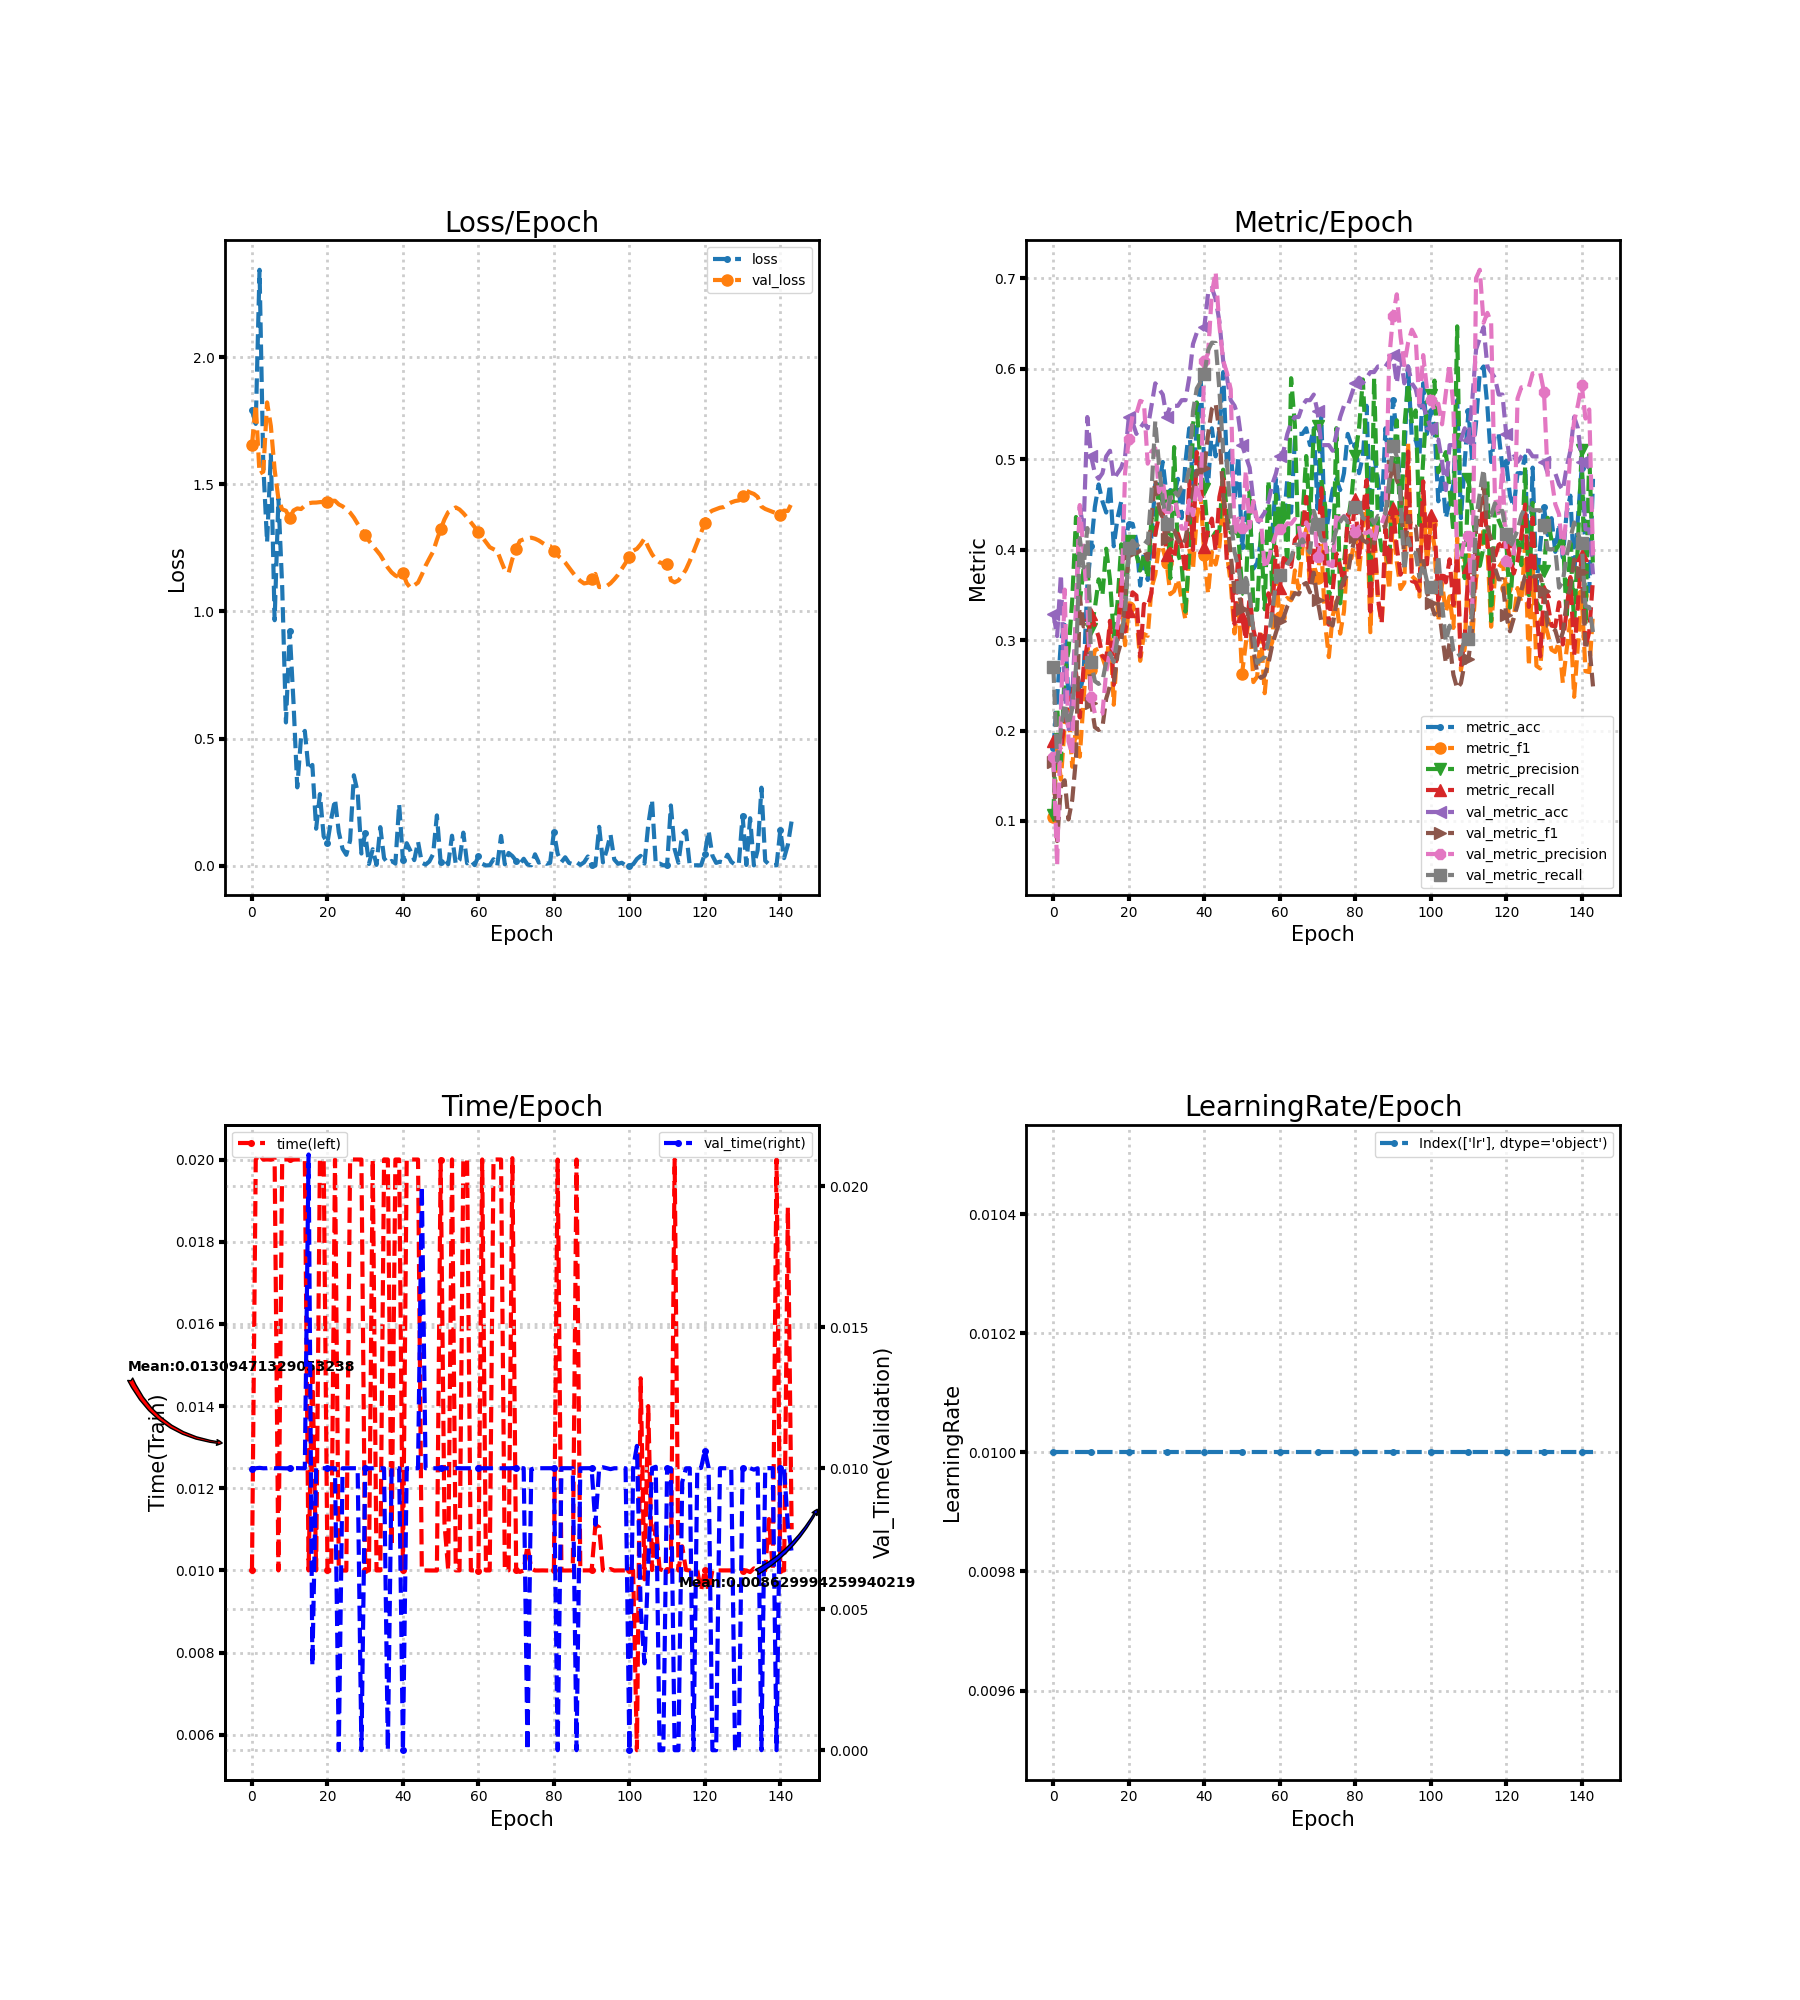 Loss/Epoch
2.0
1.5
1.0
0.5
0.0
Loss
loss
val_loss
0 20 40 60 80 100 120 140
Epoch
Metric/Epoch
0.7
0.6
0.5
0.4
0.3
0.2
0.1
Metric
metric_acc
metric_f1
metric_precision
metric_recall
val_metric_acc
val_metric_f1
val_metric_precision
val_metric_recall
0 20 40 60 80 100 120 140
Epoch
Time/Epoch
time(left)
val_time(right)
0.020
0.018
0.016
0.014
0.012
0.010
0.008
0.006
Time(Train)
0.020
0.015
0.010
0.005
0.000
Val_Time(Validation)
0 20 40 60 80 100 120 140
Epoch
LearningRate/Epoch
Index(['lr'], dtype='object')
0.0104
0.0102
0.0100
0.0098
0.0096
LearningRate
0 20 40 60 80 100 120 140
Epoch